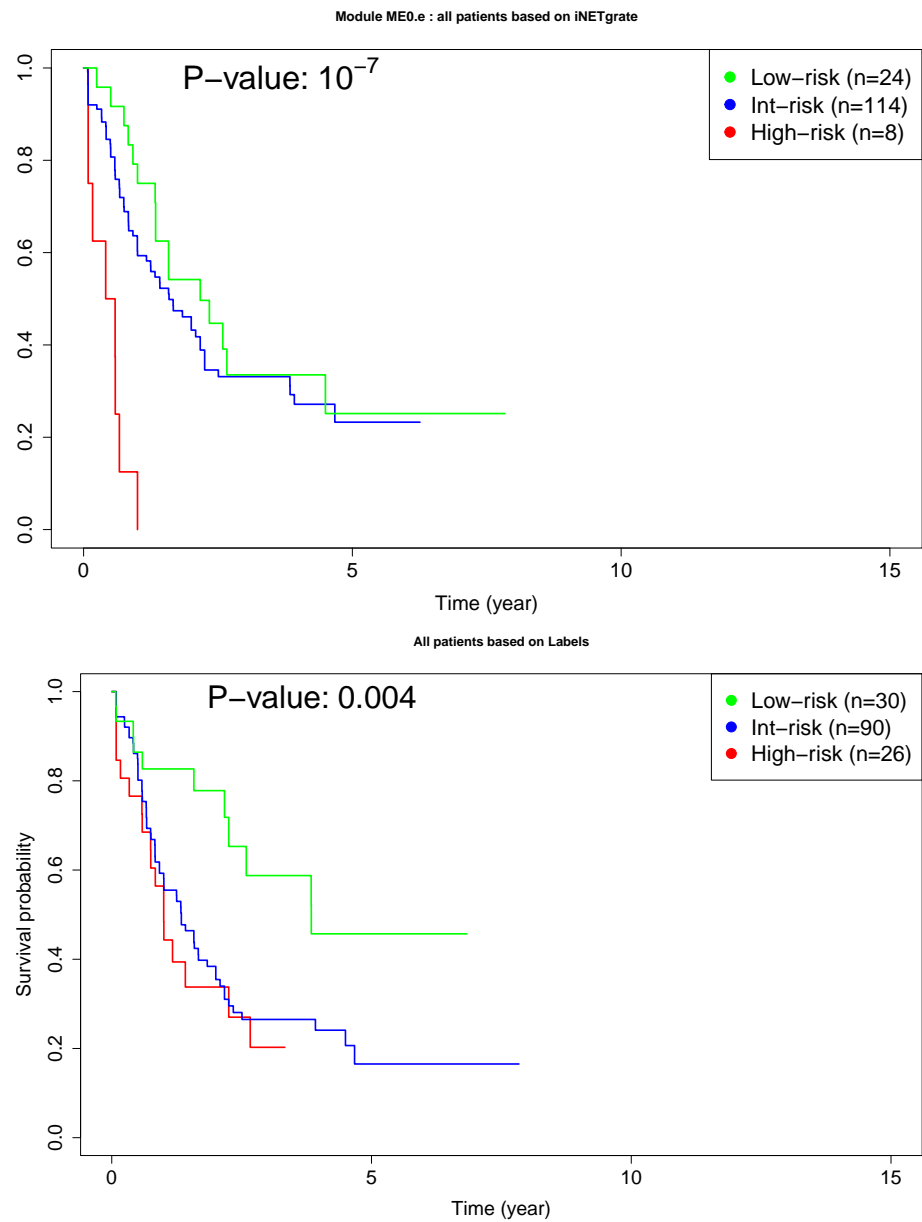 Module ME0.e : all patients based on iNETgrate
P−value: 10⁻⁷
Low−risk (n=24)
Int−risk (n=114)
High−risk (n=8)
1.0
0.8
0.6
0.4
0.2
0.0
0 5 10 15
Time (year)
All patients based on Labels
P−value: 0.004
Low−risk (n=30)
Int−risk (n=90)
High−risk (n=26)
Survival probability
1.0
0.8
0.6
0.4
0.2
0.0
0 5 10 15
Time (year)